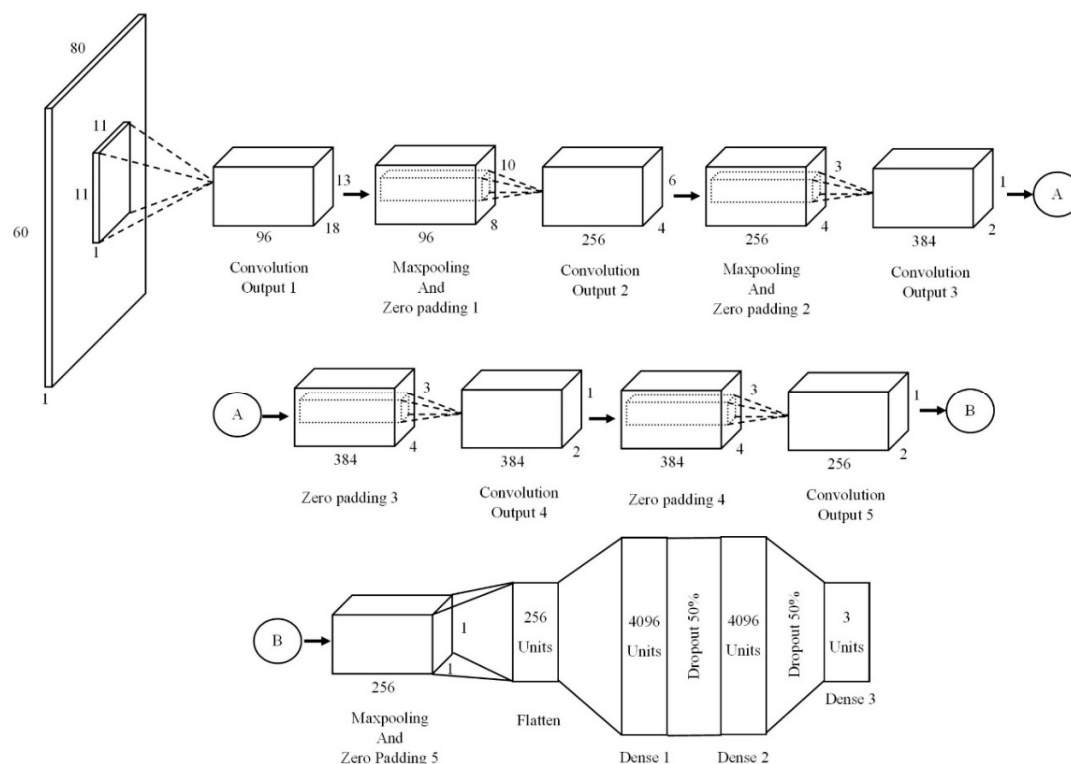 80
11
11
60
1
1
13
18
96
Convolution
Output 1
10
8
96
Maxpooling
And
Zero padding 1
6
4
256
Convolution
Output 2
3
4
256
Maxpooling
And
Zero padding 2
1
2
384
Convolution
Output 3
A
A
3
4
384
Zero padding 3
1
2
384
Convolution
Output 4
3
4
384
Zero padding 4
1
2
256
Convolution
Output 5
B
B
1
1
256
Maxpooling
And
Zero Padding 5
256
Units
Flatten
4096
Units
Dense 1
Dropout 50%
4096
Units
Dense 2
Dropout 50%
3
Units
Dense 3